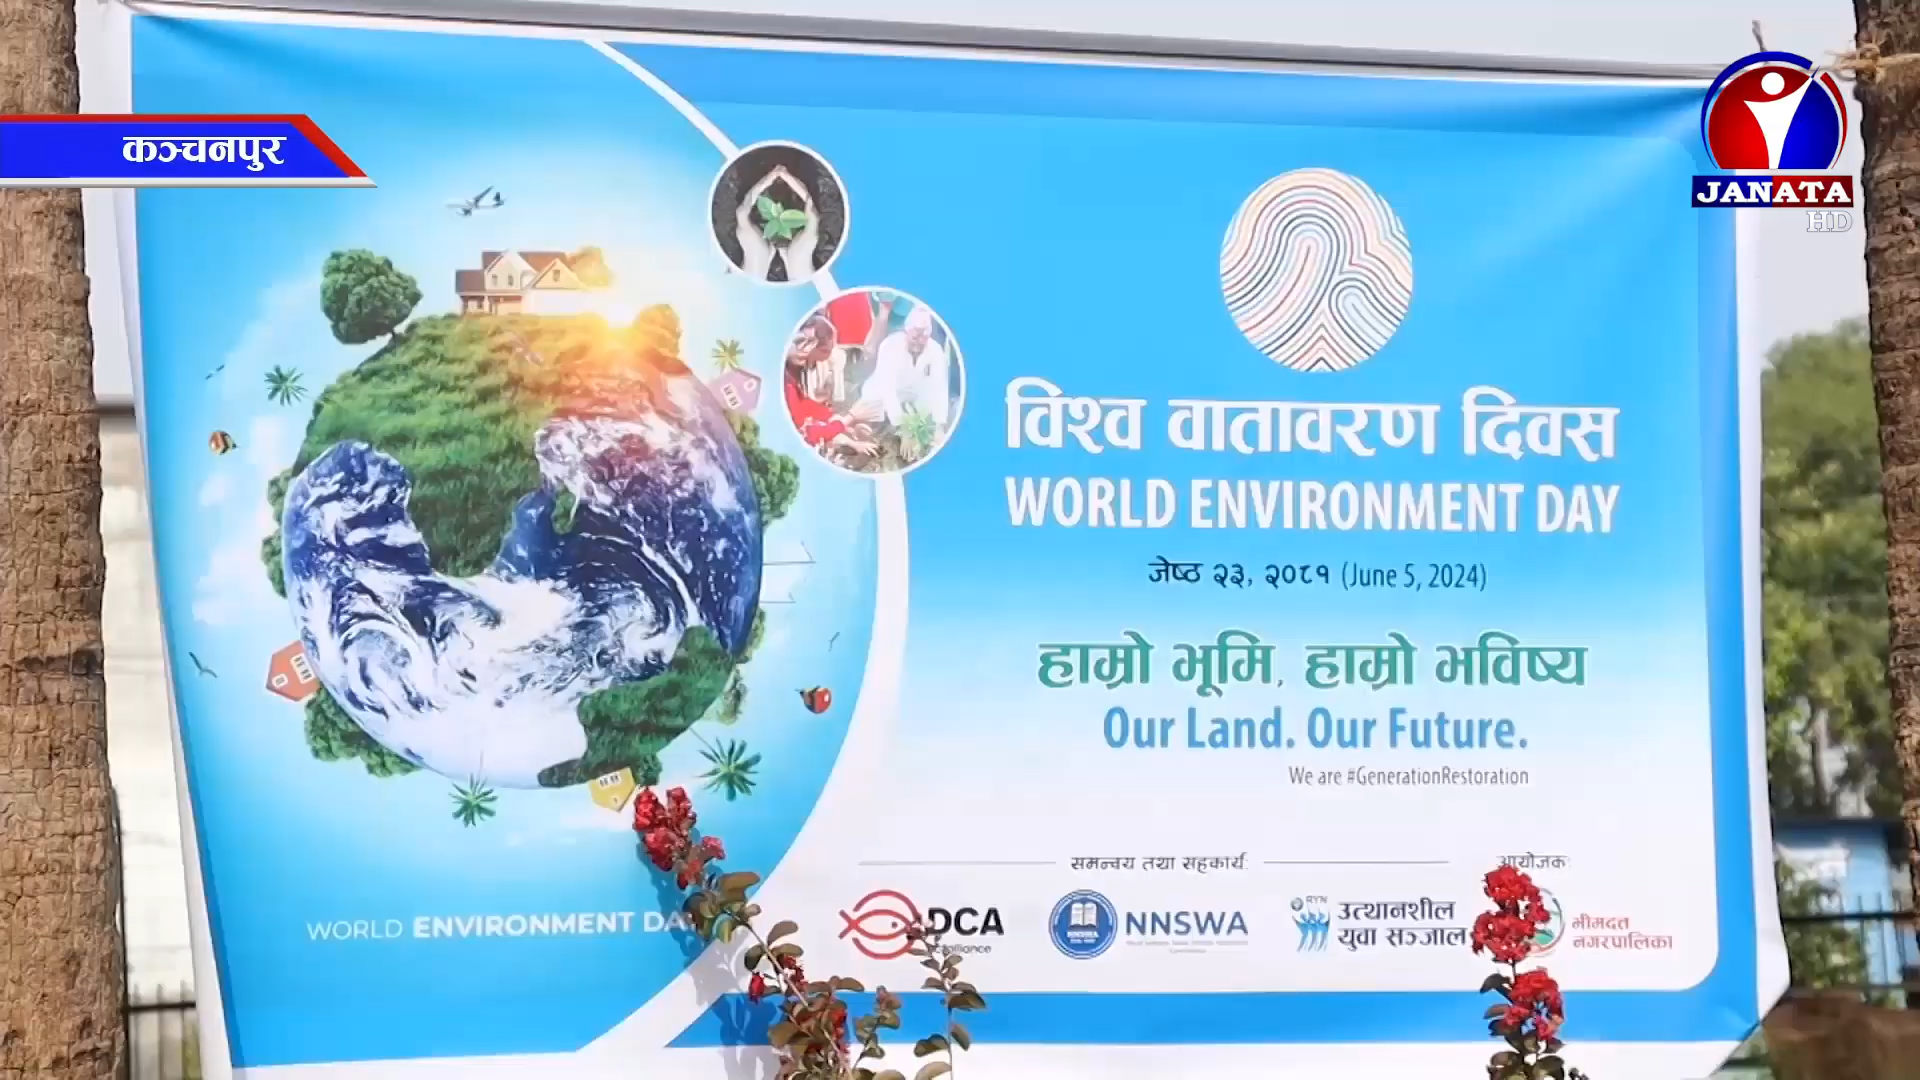 कञ्चनपुर
JANATA
HD
विश्व वातावरण दिवस
WORLD ENVIRONMENT DAY
जेष्ठ २३, २०८१ (June 5, 2024)
हाम्रो भूमि, हाम्रो भविष्य
Our Land. Our Future.
We are #GenerationRestoration
समन्वय तथा सहकार्य:
आयोजक:
DCA
NNSWA
NNSWA
RYN
उत्थानशील
युवा सञ्जाल
भीमदत्त
नगरपालिका
WORLD ENVIRONMENT DA